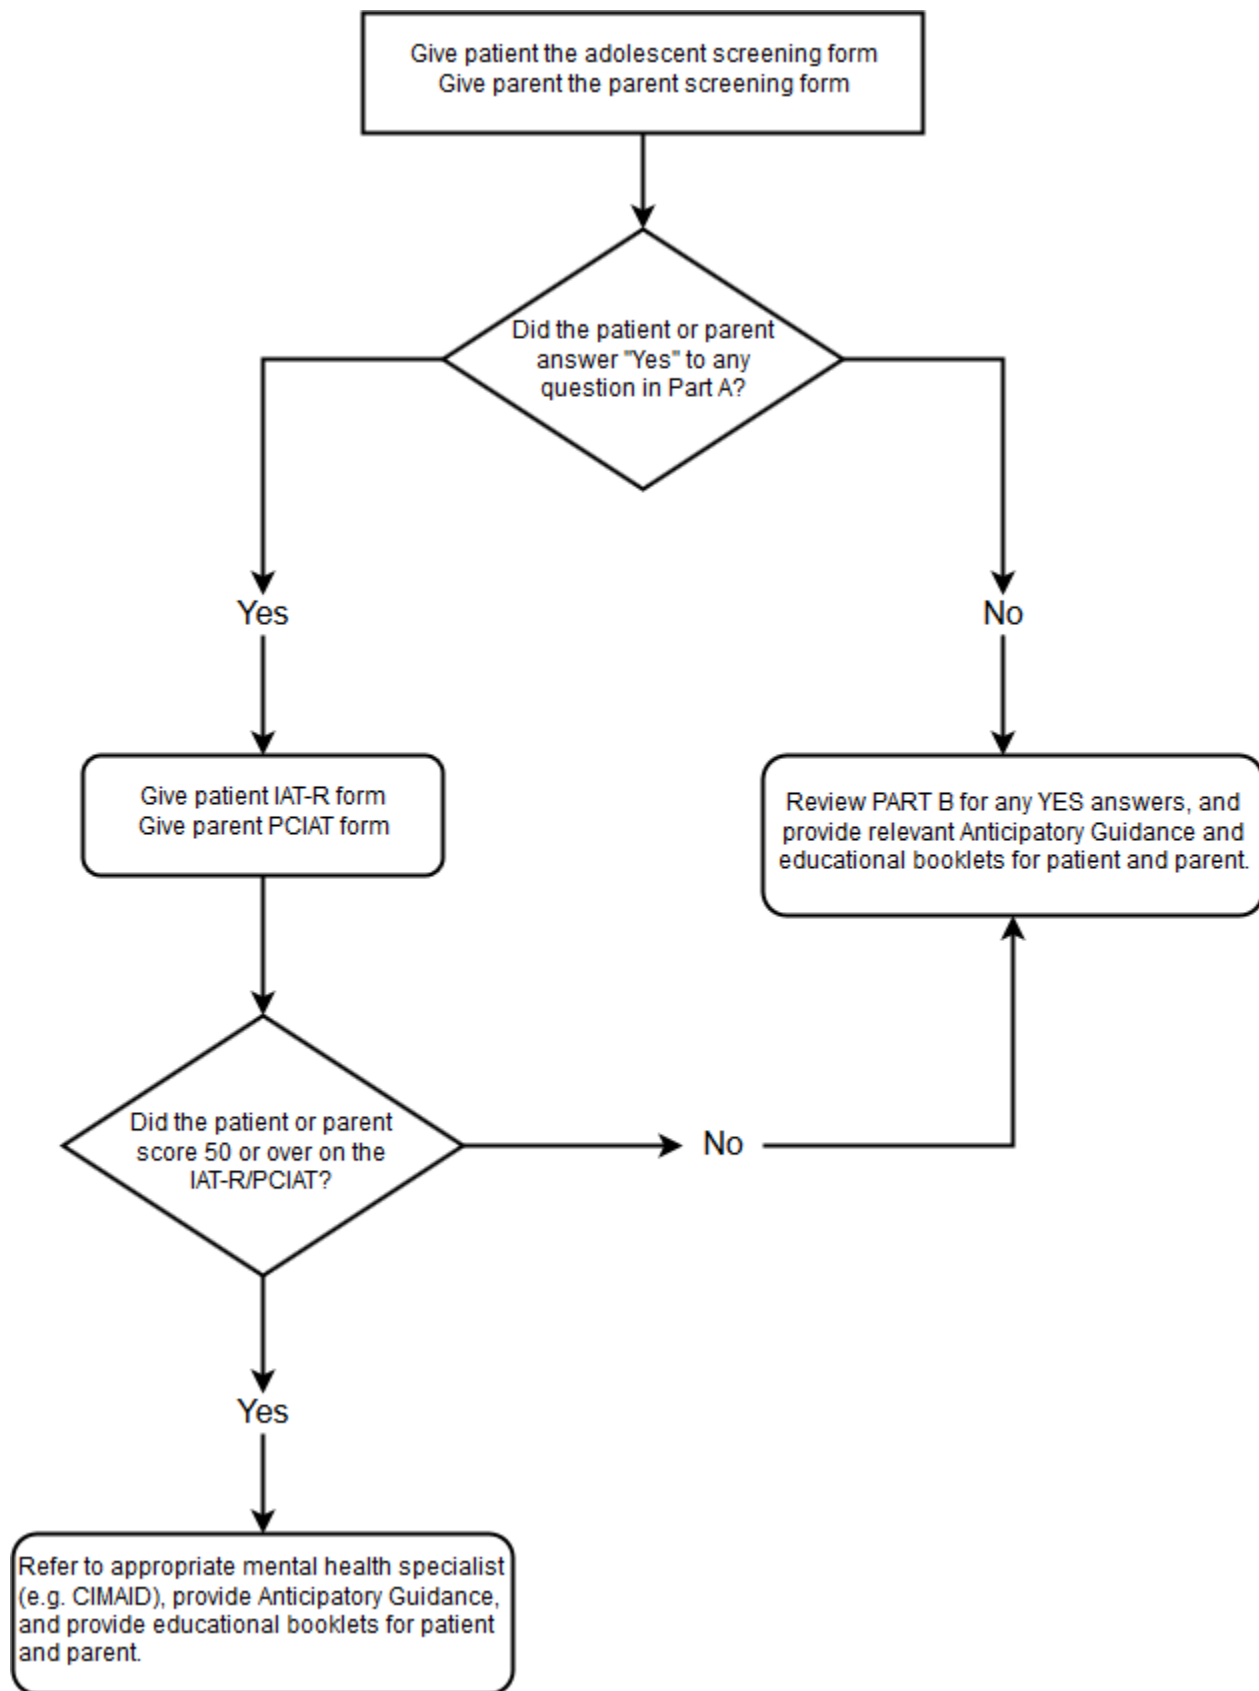 Give patient the adolescent screening form
Give parent the parent screening form
Did the patient or parent
answer "Yes" to any
question in Part A?
Yes
No
Give patient IAT-R form
Give parent PCIAT form
Review PART B for any YES answers, and
provide relevant Anticipatory Guidance and
educational booklets for patient and parent.
Did the patient or parent
score 50 or over on the
IAT-R/PCIAT?
No
Yes
Refer to appropriate mental health specialist
(e.g. CIMAID), provide Anticipatory Guidance,
and provide educational booklets for patient
and parent.